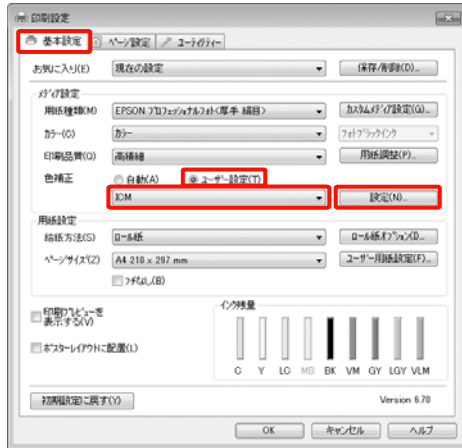 印刷設定
基本設定 ページ設定 ユーティリティー
お気に入り(E) 現在の設定 保存/削除(D)...
メディア設定
用紙種類(M) EPSON プロフェッショナルフォト<厚手 絹目> カスタムメディア設定(G)...
カラー(C) カラー フォトブラックインク
印刷品質(Q) 高精細 用紙調整(P)...
色補正 自動(A) ユーザー設定(T)
ICM 設定(N)...
用紙設定
給紙方法(S) ロール紙 ロール紙オプション(O)...
ページサイズ(Z) A4 210 x 297 mm ユーザー用紙設定(F)...
フチなし(B)
印刷プレビューを
表示する(V)
インク残量
ポスターレイアウトに配置(L)
C Y LC MB BK VM GY LGY VLM
初期設定に戻す(Y) Version 6.70
OK キャンセル ヘルプ